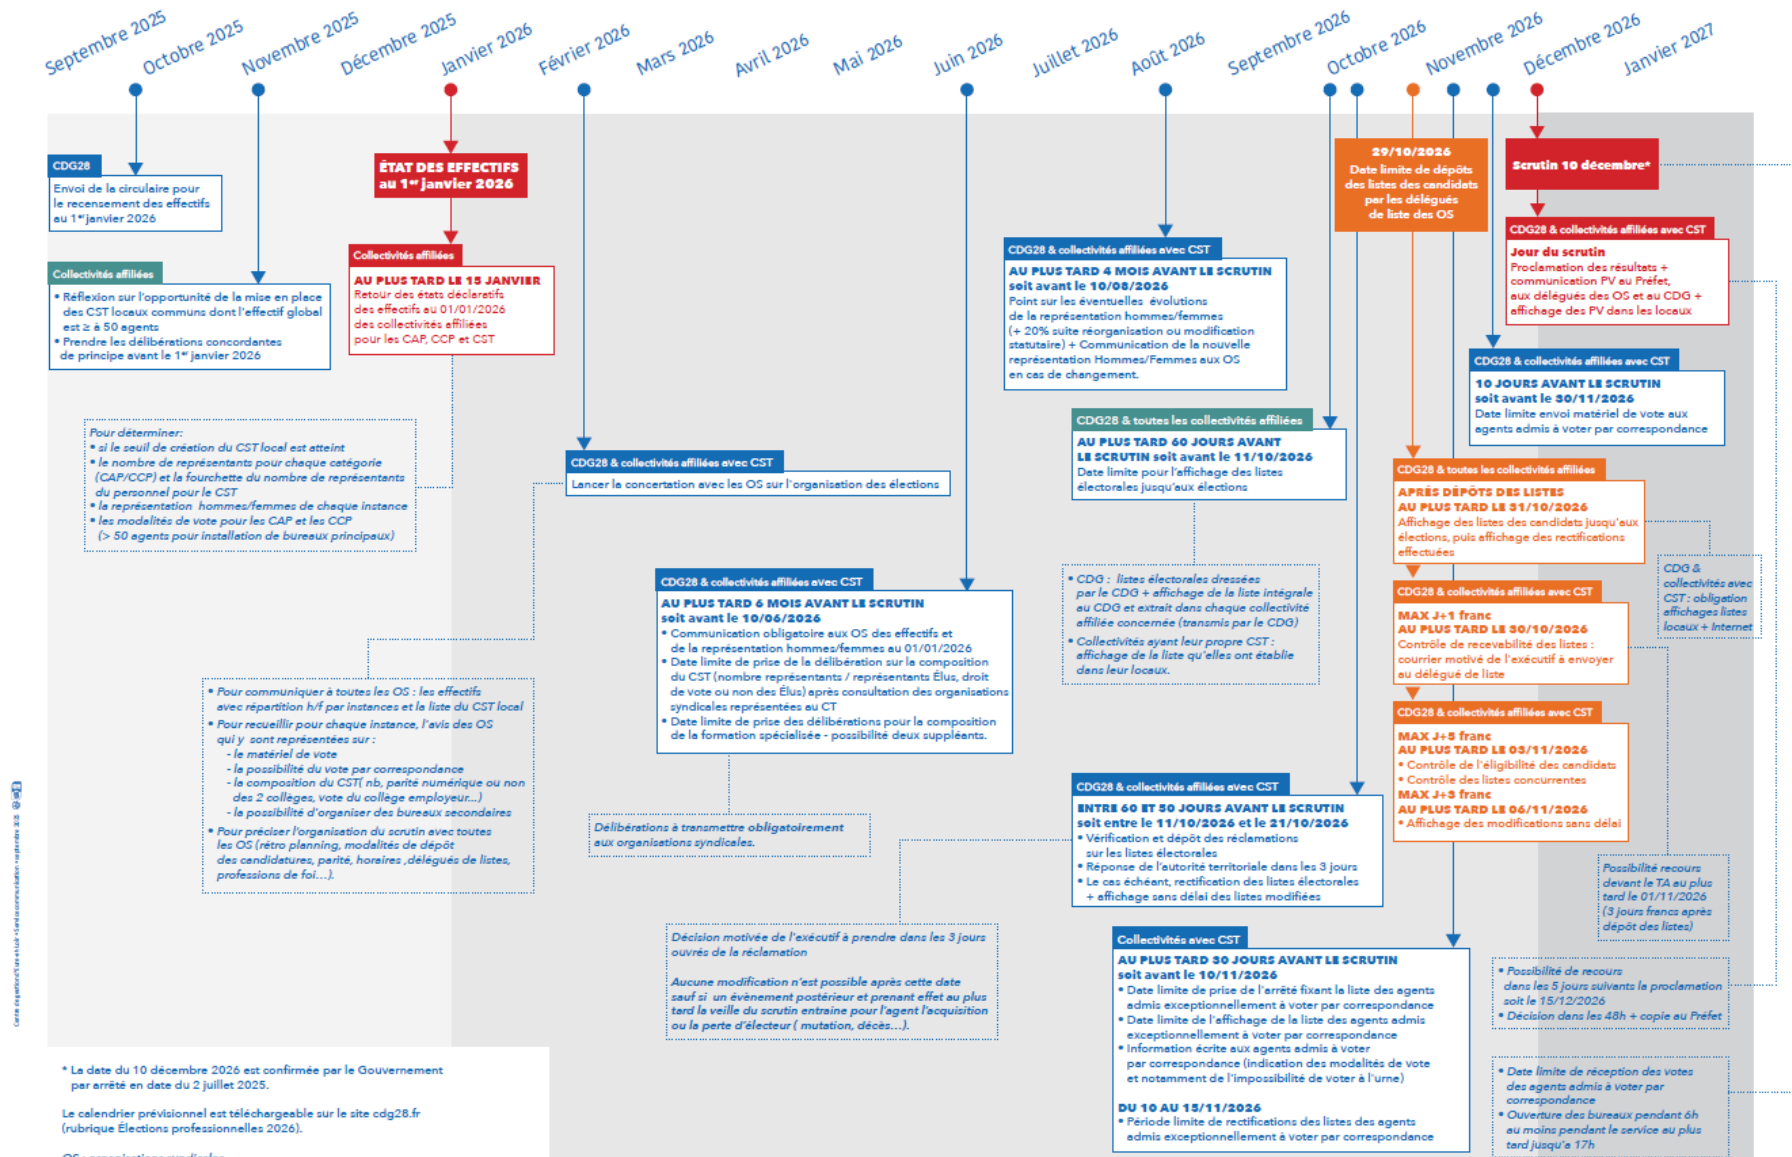 Septembre 2025
Octobre 2025
Novembre 2025
Décembre 2025
Janvier 2026
Février 2026
Mars 2026
Avril 2026
Mai 2026
Juin 2026
Juillet 2026
Août 2026
Septembre 2026
Octobre 2026
Novembre 2026
Décembre 2026
Janvier 2027
CDG28
Envoi de la circulaire pour
le recensement des effectifs
au 1er janvier 2026
Collectivités affiliées
• Réflexion sur l'opportunité de la mise en place
des CST locaux communs dont l'effectif global
est ≥ à 50 agents
• Prendre les délibérations concordantes
de principe avant le 1er janvier 2026
ÉTAT DES EFFECTIFS
au 1er janvier 2026
Collectivités affiliées
AU PLUS TARD LE 15 JANVIER
Retour des états déclaratifs
des effectifs au 01/01/2026
des collectivités affiliées
pour les CAP, CCP et CST
Pour déterminer:
• si le seuil de création du CST local est atteint
• le nombre de représentants pour chaque catégorie
(CAP/CCP) et la fourchette du nombre de représentants
du personnel pour le CST
• la représentation hommes/femmes de chaque instance
• les modalités de vote pour les CAP et les CCP
(> 50 agents pour installation de bureaux principaux)
CDG28 & collectivités affiliées avec CST
Lancer la concertation avec les OS sur l'organisation des élections
• Pour communiquer à toutes les OS : les effectifs
avec répartition h/f par instances et la liste du CST local
• Pour recueillir pour chaque instance, l'avis des OS
qui y sont représentées sur :
- le matériel de vote
- la possibilité du vote par correspondance
- la composition du CST( nb, parité numérique ou non
des 2 collèges, vote du collège employeur...)
- la possibilité d'organiser des bureaux secondaires
• Pour préciser l'organisation du scrutin avec toutes
les OS (rétro planning, modalités de dépôt
des candidatures, parité, horaires ,délégués de listes,
professions de foi...).
CDG28 & collectivités affiliées avec CST
AU PLUS TARD 6 MOIS AVANT LE SCRUTIN
soit avant le 10/06/2026
• Communication obligatoire aux OS des effectifs et
de la représentation hommes/femmes au 01/01/2026
• Date limite de prise de la délibération sur la composition
du CST (nombre représentants / représentants Élus, droit
de vote ou non des Élus) après consultation des organisations
syndicales représentées au CT
• Date limite de prise des délibérations pour la composition
de la formation spécialisée - possibilité deux suppléants.
Délibérations à transmettre obligatoirement
aux organisations syndicales.
CDG28 & collectivités affiliées avec CST
AU PLUS TARD 4 MOIS AVANT LE SCRUTIN
soit avant le 10/08/2026
Point sur les éventuelles évolutions
de la représentation hommes/femmes
(+ 20% suite réorganisation ou modification
statutaire) + Communication de la nouvelle
représentation Hommes/Femmes aux OS
en cas de changement.
CDG28 & toutes les collectivités affiliées
AU PLUS TARD 60 JOURS AVANT
LE SCRUTIN soit avant le 11/10/2026
Date limite pour l'affichage des listes
électorales jusqu'aux élections
• CDG : listes électorales dressées
par le CDG + affichage de la liste intégrale
au CDG et extrait dans chaque collectivité
affiliée concernée (transmis par le CDG)
• Collectivités ayant leur propre CST :
affichage de la liste qu'elles ont établie
dans leur locaux.
CDG28 & collectivités affiliées avec CST
ENTRE 60 ET 50 JOURS AVANT LE SCRUTIN
soit entre le 11/10/2026 et le 21/10/2026
• Vérification et dépôt des réclamations
sur les listes électorales
• Réponse de l'autorité territoriale dans les 3 jours
• Le cas échéant, rectification des listes électorales
+ affichage sans délai des listes modifiées
Décision motivée de l'exécutif à prendre dans les 3 jours
ouvrés de la réclamation
Aucune modification n'est possible après cette date
sauf si un évènement postérieur et prenant effet au plus
tard la veille du scrutin entraine pour l'agent l'acquisition
ou la perte d'électeur ( mutation, décès...).
Collectivités avec CST
AU PLUS TARD 30 JOURS AVANT LE SCRUTIN
soit avant le 10/11/2026
• Date limite de prise de l'arrêté fixant la liste des agents
admis exceptionnellement à voter par correspondance
• Date limite de l'affichage de la liste des agents admis
exceptionnellement à voter par correspondance
• Information écrite aux agents admis à voter
par correspondance (indication des modalités de vote
et notamment de l'impossibilité de voter à l'urne)
DU 10 AU 15/11/2026
• Période limite de rectifications des listes des agents
admis exceptionnellement à voter par correspondance
29/10/2026
Date limite de dépôts
des listes des candidats
par les délégués
de liste des OS
CDG28 & toutes les collectivités affiliées
APRÈS DÉPÔTS DES LISTES
AU PLUS TARD LE 31/10/2026
Affichage des listes des candidats jusqu'aux
élections, puis affichage des rectifications
effectuées
CDG &
collectivités avec
CST : obligation
affichages listes
locaux + Internet
CDG28 & collectivités affiliées avec CST
MAX J+1 franc
AU PLUS TARD LE 30/10/2026
Contrôle de recevabilité des listes :
courrier motivé de l'exécutif à envoyer
au délégué de liste
CDG28 & collectivités affiliées avec CST
MAX J+5 franc
AU PLUS TARD LE 03/11/2026
• Contrôle de l'éligibilité des candidats
• Contrôle des listes concurrentes
MAX J+3 franc
AU PLUS TARD LE 06/11/2026
• Affichage des modifications sans délai
Possibilité recours
devant le TA au plus
tard le 01/11/2026
(3 jours francs après
dépôt des listes)
Scrutin 10 décembre*
CDG28 & collectivités affiliées avec CST
Jour du scrutin
Proclamation des résultats +
communication PV au Préfet,
aux délégués des OS et au CDG +
affichage des PV dans les locaux
CDG28 & collectivités affiliées avec CST
10 JOURS AVANT LE SCRUTIN
soit avant le 30/11/2026
Date limite envoi matériel de vote aux
agents admis à voter par correspondance
• Possibilité de recours
dans les 5 jours suivants la proclamation
soit le 15/12/2026
• Décision dans les 48h + copie au Préfet
• Date limite de réception des votes
des agents admis à voter par
correspondance
• Ouverture des bureaux pendant 6h
au moins pendant le service au plus
tard jusqu'a 17h
* La date du 10 décembre 2026 est confirmée par le Gouvernement
par arrêté en date du 2 juillet 2025.
Le calendrier prévisionnel est téléchargeable sur le site cdg28.fr
(rubrique Élections professionnelles 2026).